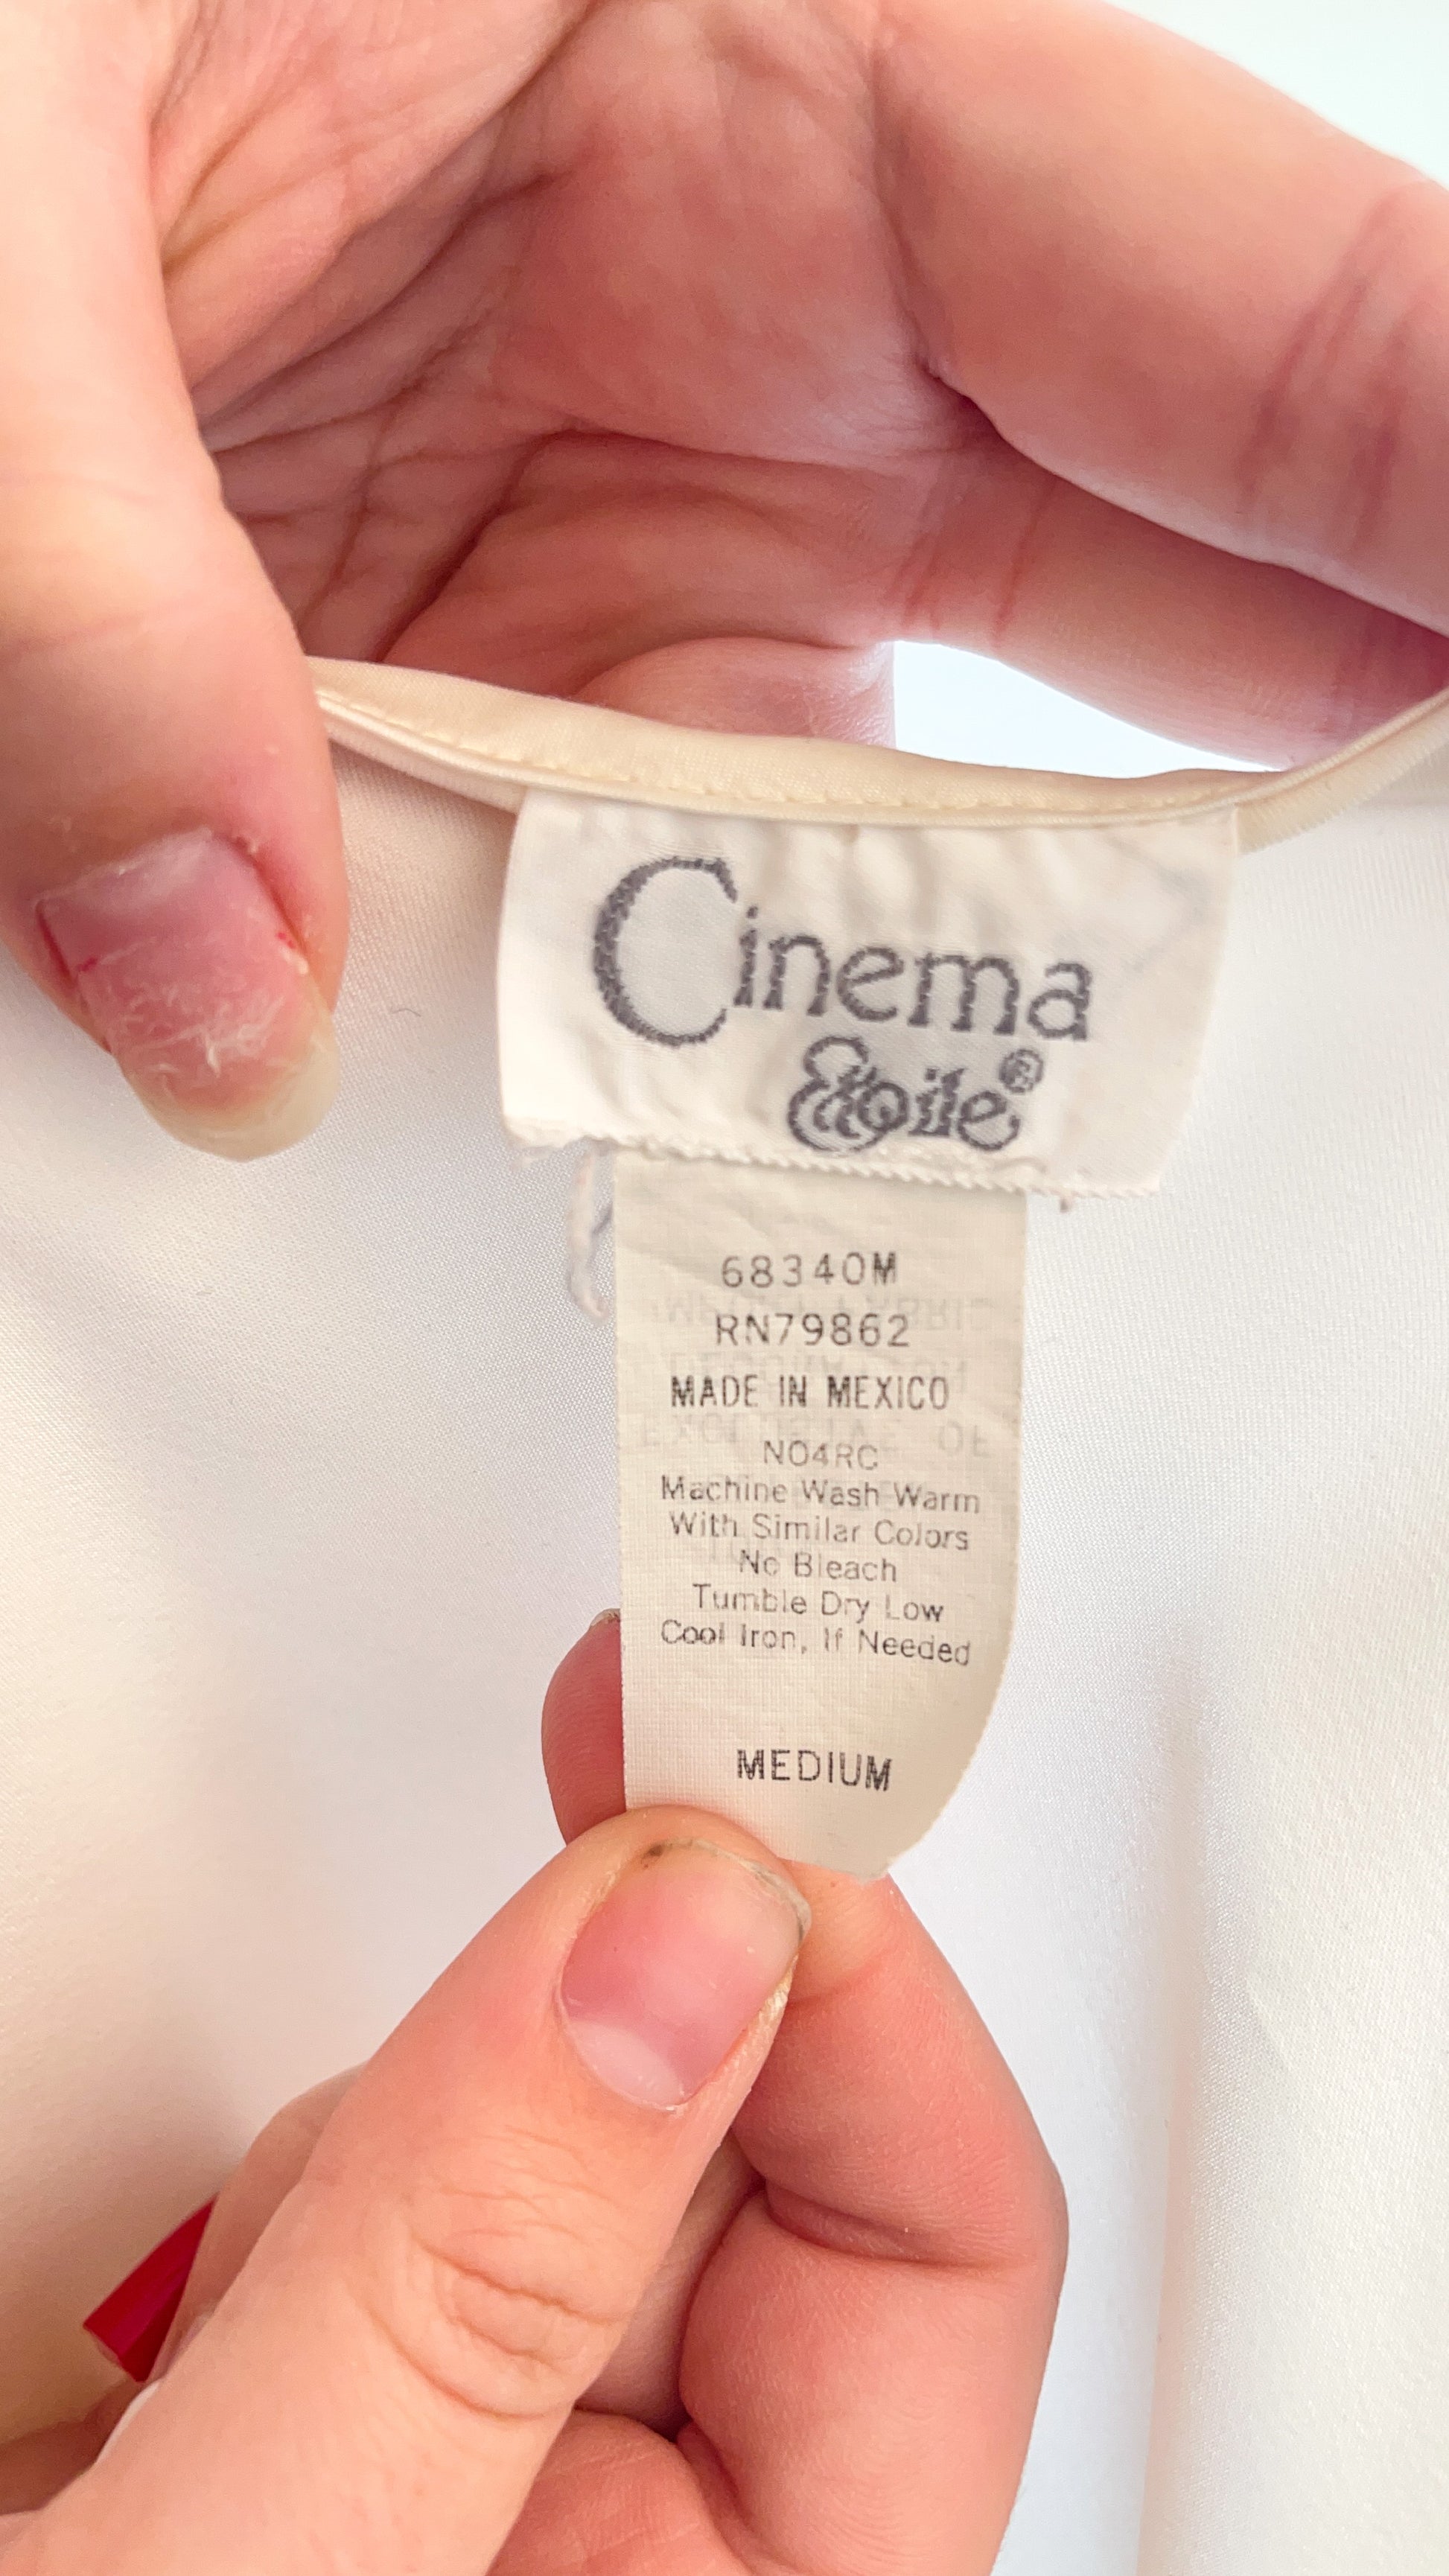 Cinema
Etoile®
68340M
RN79862
MADE IN MEXICO
NO4RC
Machine Wash Warm
With Similar Colors
No Bleach
Tumble Dry Low
Cool Iron, If Needed
MEDIUM